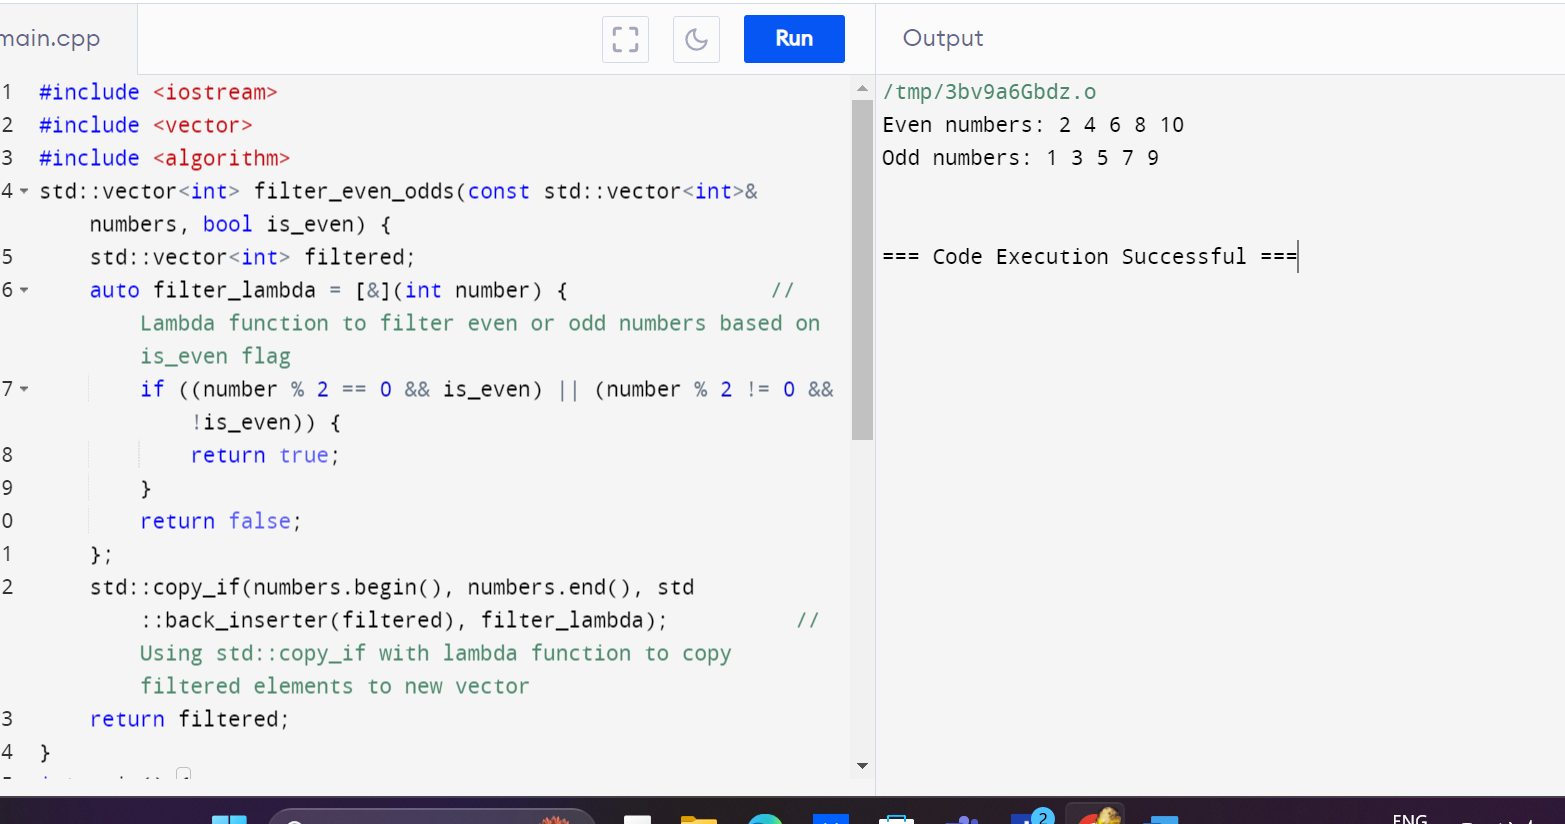 main.cpp
Run
Output
1 #include <iostream>
2 #include <vector>
3 #include <algorithm>
4 std::vector<int> filter_even_odds(const std::vector<int>&
numbers, bool is_even) {
5 std::vector<int> filtered;
6 auto filter_lambda = [&](int number) { //
Lambda function to filter even or odd numbers based on
is_even flag
7 if ((number % 2 == 0 && is_even) || (number % 2 != 0 &&
!is_even)) {
8 return true;
9 }
0 return false;
1 };
2 std::copy_if(numbers.begin(), numbers.end(), std
::back_inserter(filtered), filter_lambda); //
Using std::copy_if with lambda function to copy
filtered elements to new vector
3 return filtered;
4 }
/tmp/3bv9a6Gbdz.o
Even numbers: 2 4 6 8 10
Odd numbers: 1 3 5 7 9
=== Code Execution Successful ===
2
ENG